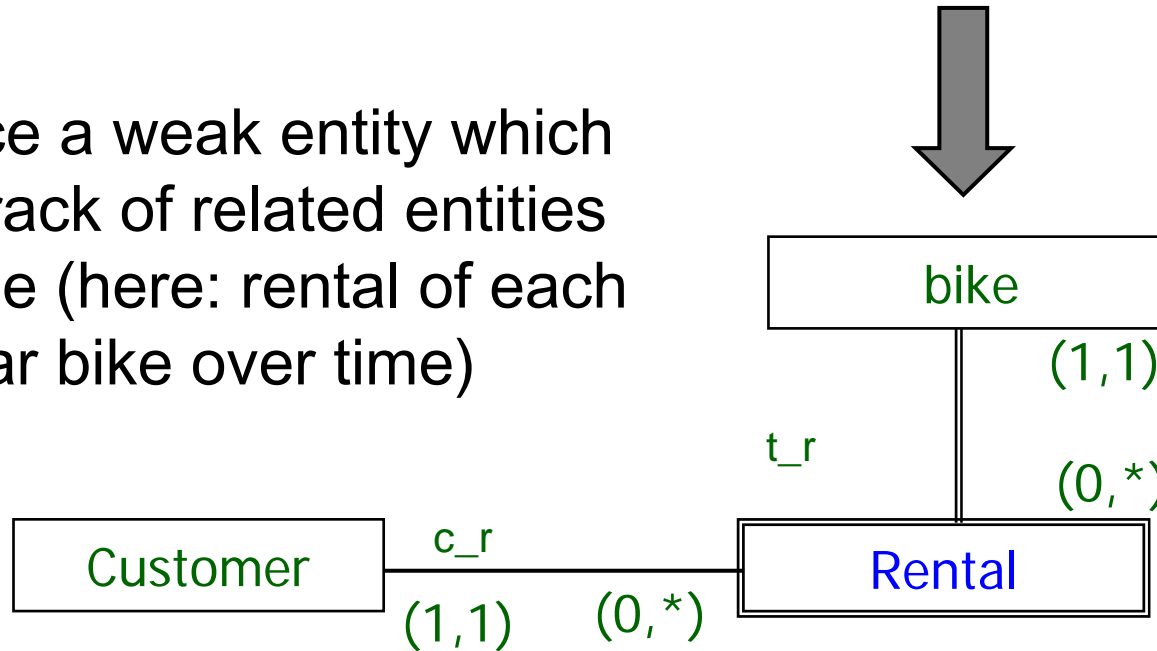 ce a weak entity which
rack of related entities
e (here: rental of each
ar bike over time)
bike
(1,1)
t_r
(0,*)
Customer
c_r
Rental
(1,1)
(0,*)